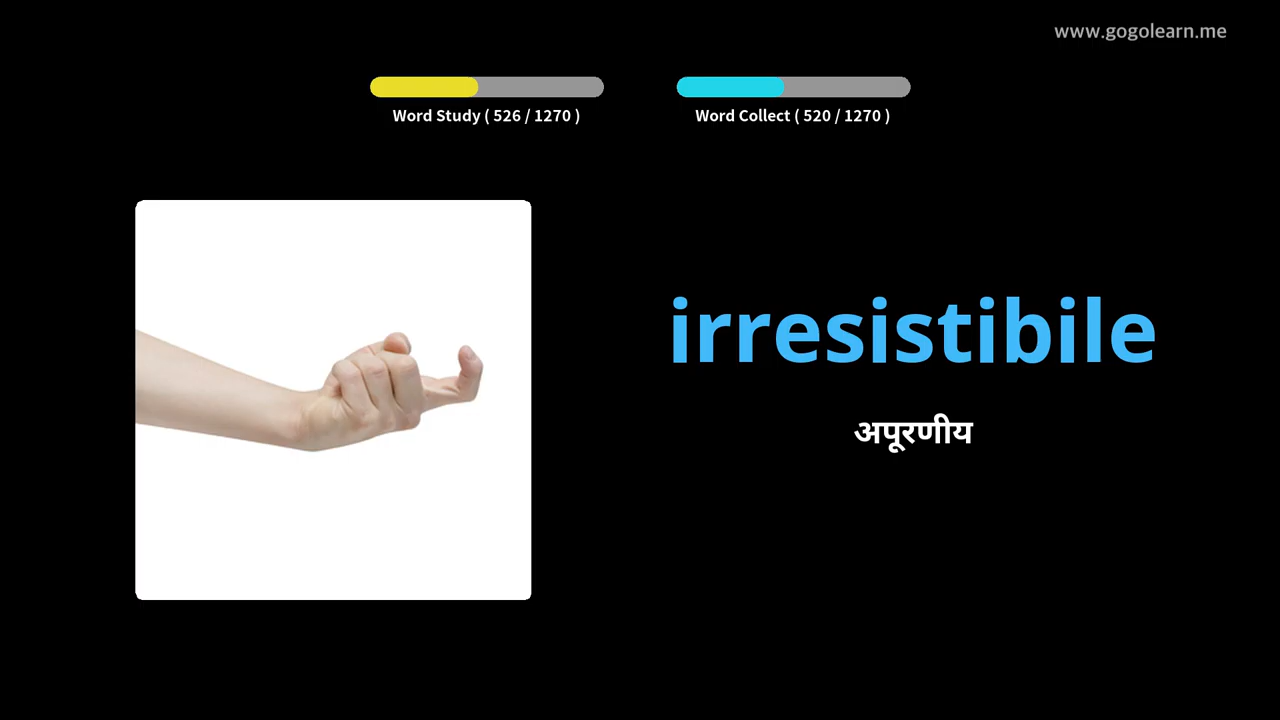 www.gogolearn.me
Word Study ( 526 / 1270 )
Word Collect ( 520 / 1270 )
irresistibile
अपूरणीय